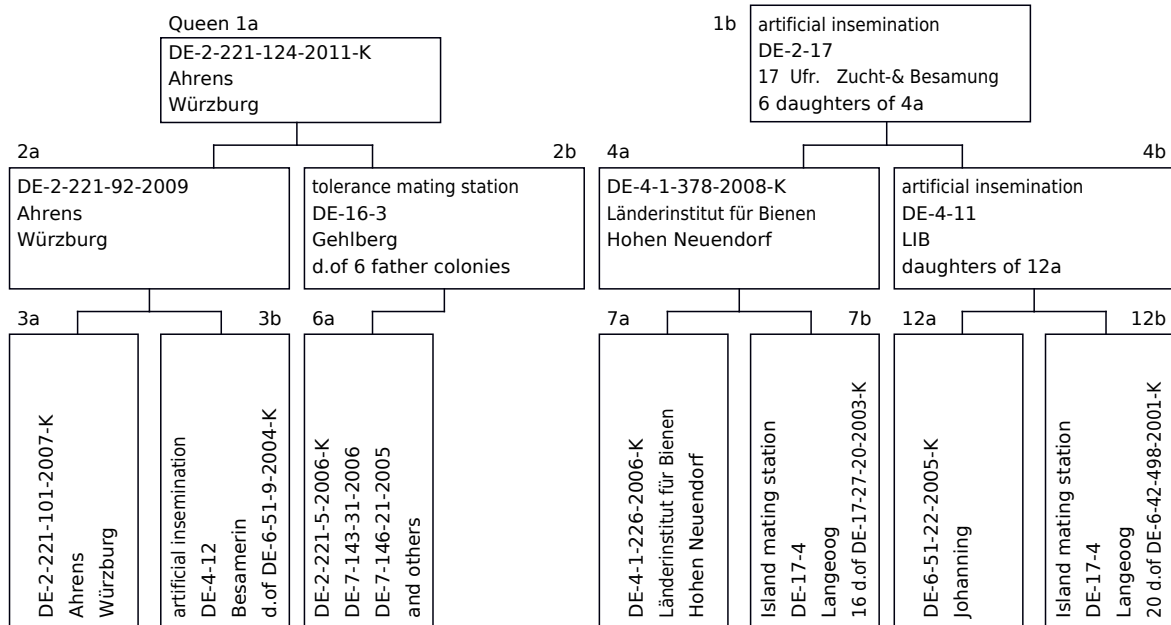 Queen 1a
DE-2-221-124-2011-K
Ahrens
Würzburg
1b
artificial insemination
DE-2-17
17 Ufr. Zucht-& Besamung
6 daughters of 4a
2a
DE-2-221-92-2009
Ahrens
Würzburg
2b
tolerance mating station
DE-16-3
Gehlberg
d.of 6 father colonies
4a
DE-4-1-378-2008-K
Länderinstitut für Bienen
Hohen Neuendorf
4b
artificial insemination
DE-4-11
LIB
daughters of 12a
3a
DE-2-221-101-2007-K
Ahrens
Würzburg
3b
artificial insemination
DE-4-12
Besamerin
d.of DE-6-51-9-2004-K
6a
DE-2-221-5-2006-K
DE-7-143-31-2006
DE-7-146-21-2005
and others
7a
DE-4-1-226-2006-K
Länderinstitut für Bienen
Hohen Neuendorf
7b
Island mating station
DE-17-4
Langeoog
16 d.of DE-17-27-20-2003-K
12a
DE-6-51-22-2005-K
Johanning
12b
Island mating station
DE-17-4
Langeoog
20 d.of DE-6-42-498-2001-K